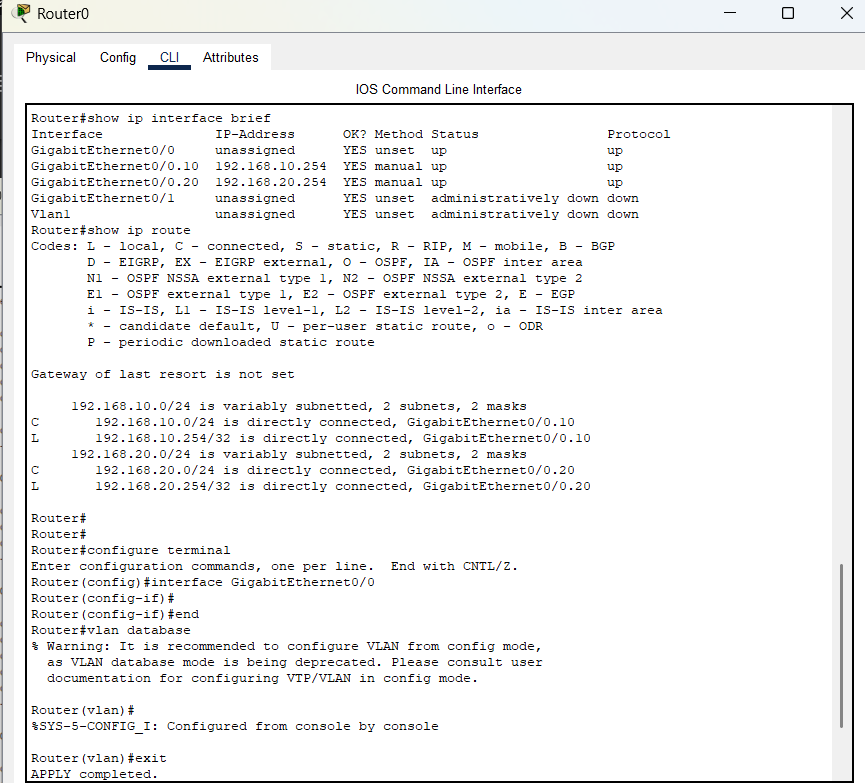 Router0
Physical Config CLI Attributes
IOS Command Line Interface
Router#show ip interface brief
Interface              IP-Address      OK? Method Status                Protocol
GigabitEthernet0/0     unassigned      YES unset  up                    up
GigabitEthernet0/0.10  192.168.10.254  YES manual up                    up
GigabitEthernet0/0.20  192.168.20.254  YES manual up                    up
GigabitEthernet0/1     unassigned      YES unset  administratively down down
Vlan1                  unassigned      YES unset  administratively down down
Router#show ip route
Codes: L - local, C - connected, S - static, R - RIP, M - mobile, B - BGP
       D - EIGRP, EX - EIGRP external, O - OSPF, IA - OSPF inter area
       N1 - OSPF NSSA external type 1, N2 - OSPF NSSA external type 2
       E1 - OSPF external type 1, E2 - OSPF external type 2, E - EGP
       i - IS-IS, L1 - IS-IS level-1, L2 - IS-IS level-2, ia - IS-IS inter area
       * - candidate default, U - per-user static route, o - ODR
       P - periodic downloaded static route
Gateway of last resort is not set
     192.168.10.0/24 is variably subnetted, 2 subnets, 2 masks
C       192.168.10.0/24 is directly connected, GigabitEthernet0/0.10
L       192.168.10.254/32 is directly connected, GigabitEthernet0/0.10
     192.168.20.0/24 is variably subnetted, 2 subnets, 2 masks
C       192.168.20.0/24 is directly connected, GigabitEthernet0/0.20
L       192.168.20.254/32 is directly connected, GigabitEthernet0/0.20
Router#
Router#
Router#configure terminal
Enter configuration commands, one per line.  End with CNTL/Z.
Router(config)#interface GigabitEthernet0/0
Router(config-if)#
Router(config-if)#end
Router#vlan database
% Warning: It is recommended to configure VLAN from config mode,
  as VLAN database mode is being deprecated. Please consult user
  documentation for configuring VTP/VLAN in config mode.
Router(vlan)#
%SYS-5-CONFIG_I: Configured from console by console
Router(vlan)#exit
APPLY completed.